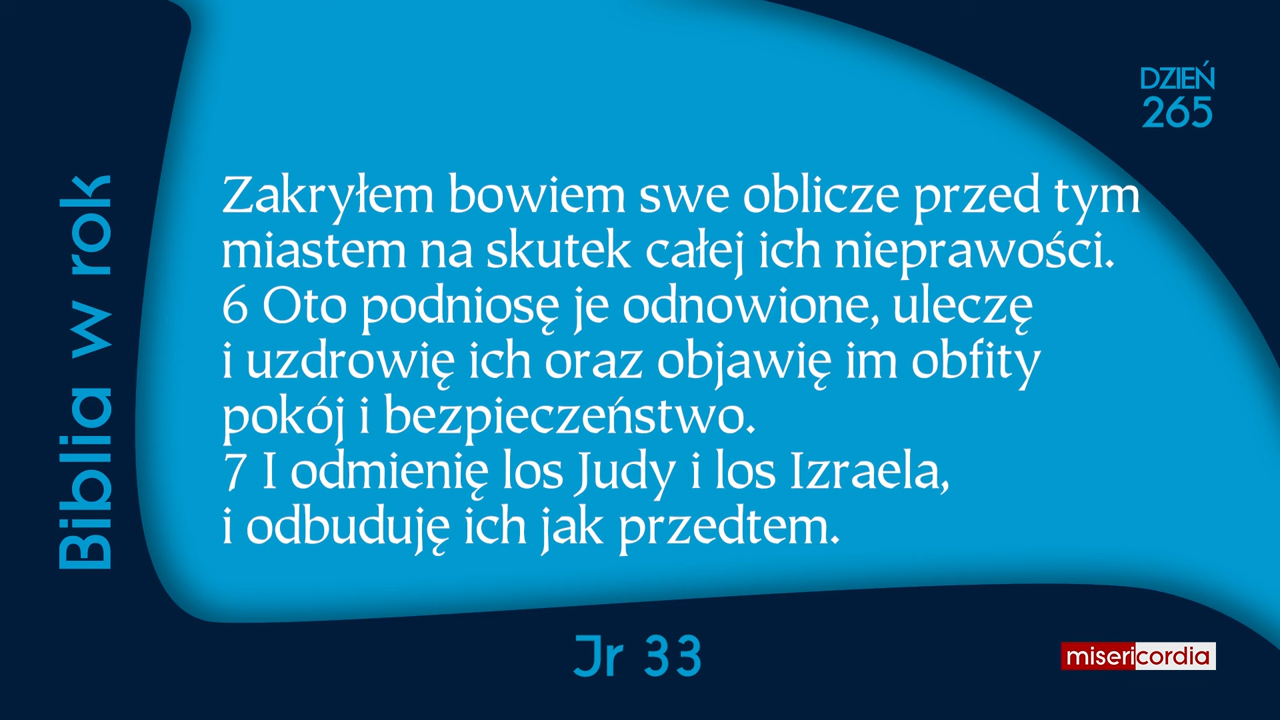 DZIEŃ
265
Biblia w rok
Zakryłem bowiem swe oblicze przed tym
miastem na skutek całej ich nieprawości.
6 Oto podniosę je odnowione, uleczę
i uzdrowię ich oraz objawię im obfity
pokój i bezpieczeństwo.
7 I odmienię los Judy i los Izraela,
i odbuduję ich jak przedtem.
Jr 33
misericordia